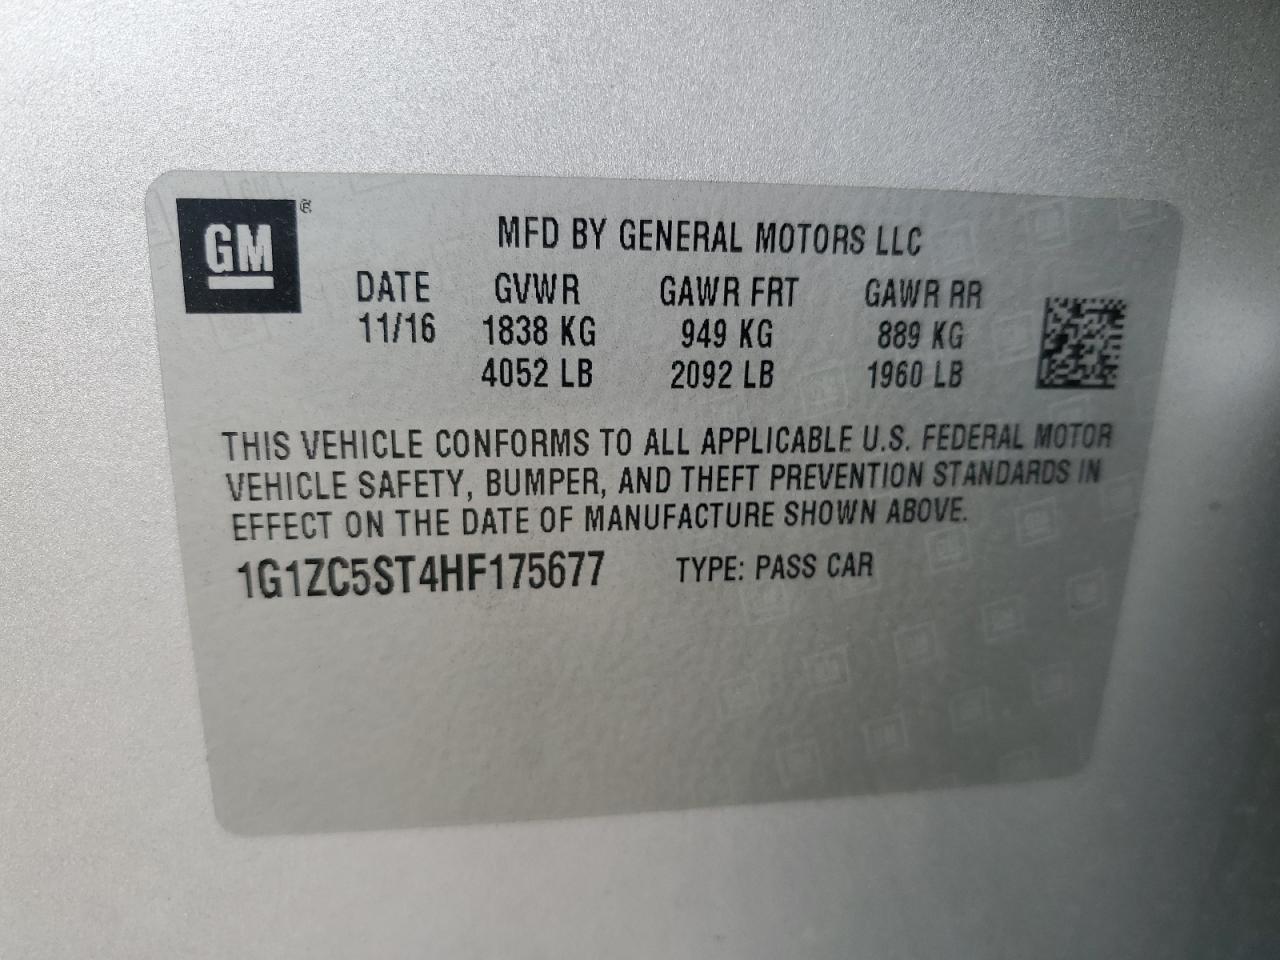 GM ®
MFD BY GENERAL MOTORS LLC
DATE GVWR GAWR FRT GAWR RR
11/16 1838 KG 949 KG 889 KG
4052 LB 2092 LB 1960 LB
THIS VEHICLE CONFORMS TO ALL APPLICABLE U.S. FEDERAL MOTOR
VEHICLE SAFETY, BUMPER, AND THEFT PREVENTION STANDARDS IN
EFFECT ON THE DATE OF MANUFACTURE SHOWN ABOVE.
1G1ZC5ST4HF175677 TYPE: PASS CAR